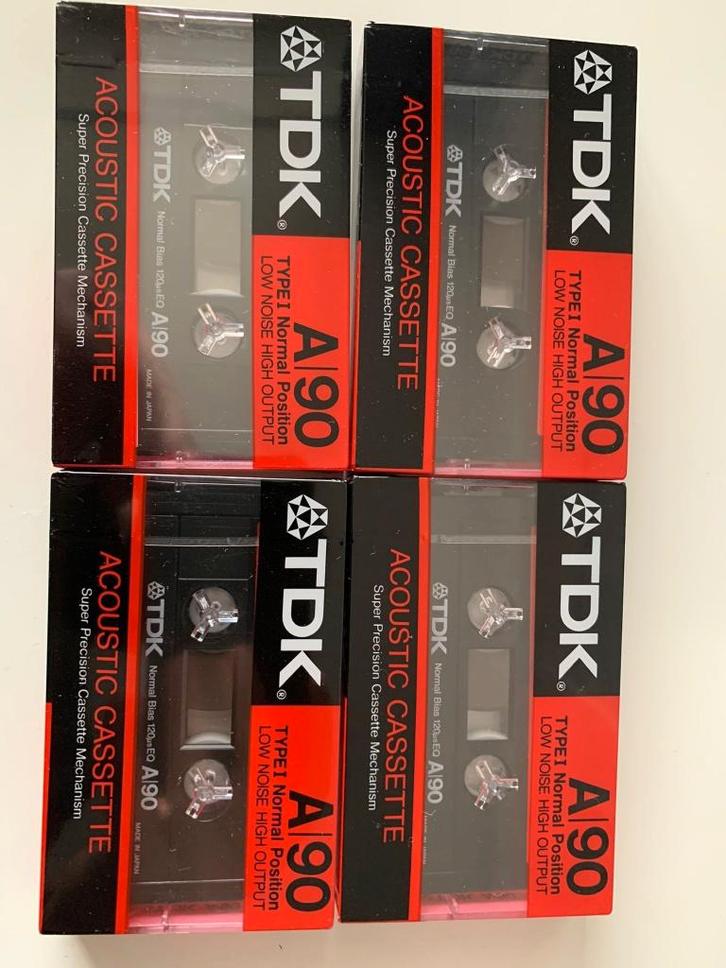 TDK®
A|90
TYPE I Normal Position
LOW NOISE HIGH OUTPUT
TDK Normal Bias 120μs EQ A|90
MADE IN JAPAN
ACOUSTIC CASSETTE
Super Precision Cassette Mechanism
TDK®
A|90
TYPE I Normal Position
LOW NOISE HIGH OUTPUT
TDK Normal Bias 120μs EQ A|90
ACOUSTIC CASSETTE
Super Precision Cassette Mechanism
TDK®
A|90
TYPE I Normal Position
LOW NOISE HIGH OUTPUT
TDK Normal Bias 120μs EQ A|90
MADE IN JAPAN
ACOUSTIC CASSETTE
Super Precision Cassette Mechanism
TDK®
A|90
TYPE I Normal Position
LOW NOISE HIGH OUTPUT
TDK Normal Bias 120μs EQ A|90
ACOUSTIC CASSETTE
Super Precision Cassette Mechanism